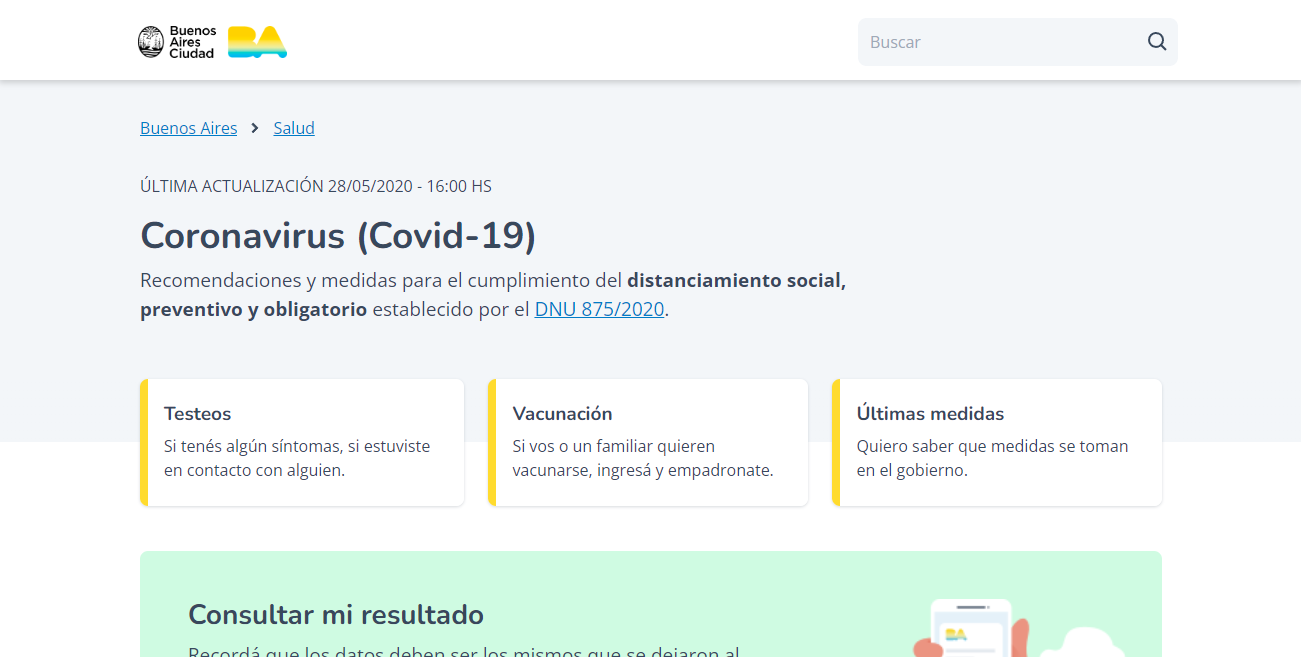 Buenos
Aires
Ciudad
BA
Buscar
Buenos Aires
Salud
ÚLTIMA ACTUALIZACIÓN 28/05/2020 - 16:00 HS
Coronavirus (Covid-19)
Recomendaciones y medidas para el cumplimiento del distanciamiento social,
preventivo y obligatorio establecido por el DNU 875/2020.
Testeos
Si tenés algún síntomas, si estuviste
en contacto con alguien.
Vacunación
Si vos o un familiar quieren
vacunarse, ingresá y empadronate.
Últimas medidas
Quiero saber que medidas se toman
en el gobierno.
Consultar mi resultado
BA
Recordá que los datos deben ser los mismos que se dejaron al